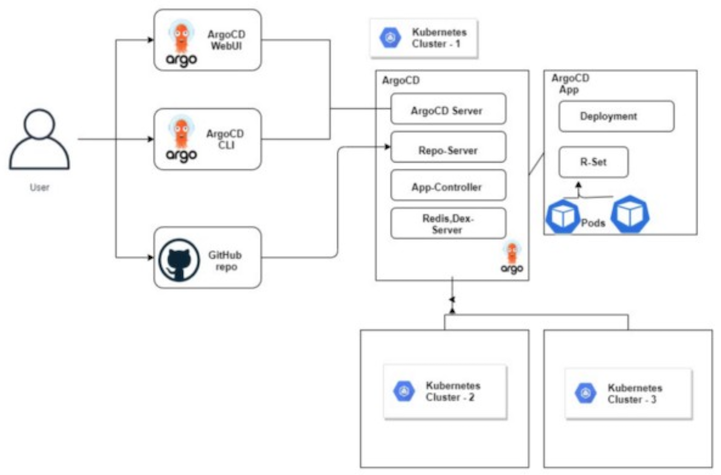 ArgoCD
WebUI
argo
Kubernetes
Cluster - 1
ArgoCD
ArgoCD Server
Repo-Server
App-Controller
Redis,Dex-
Server
argo
ArgoCD
App
Deployment
R-Set
Pods
User
ArgoCD
CLI
argo
GitHub
repo
Kubernetes
Cluster - 2
Kubernetes
Cluster - 3